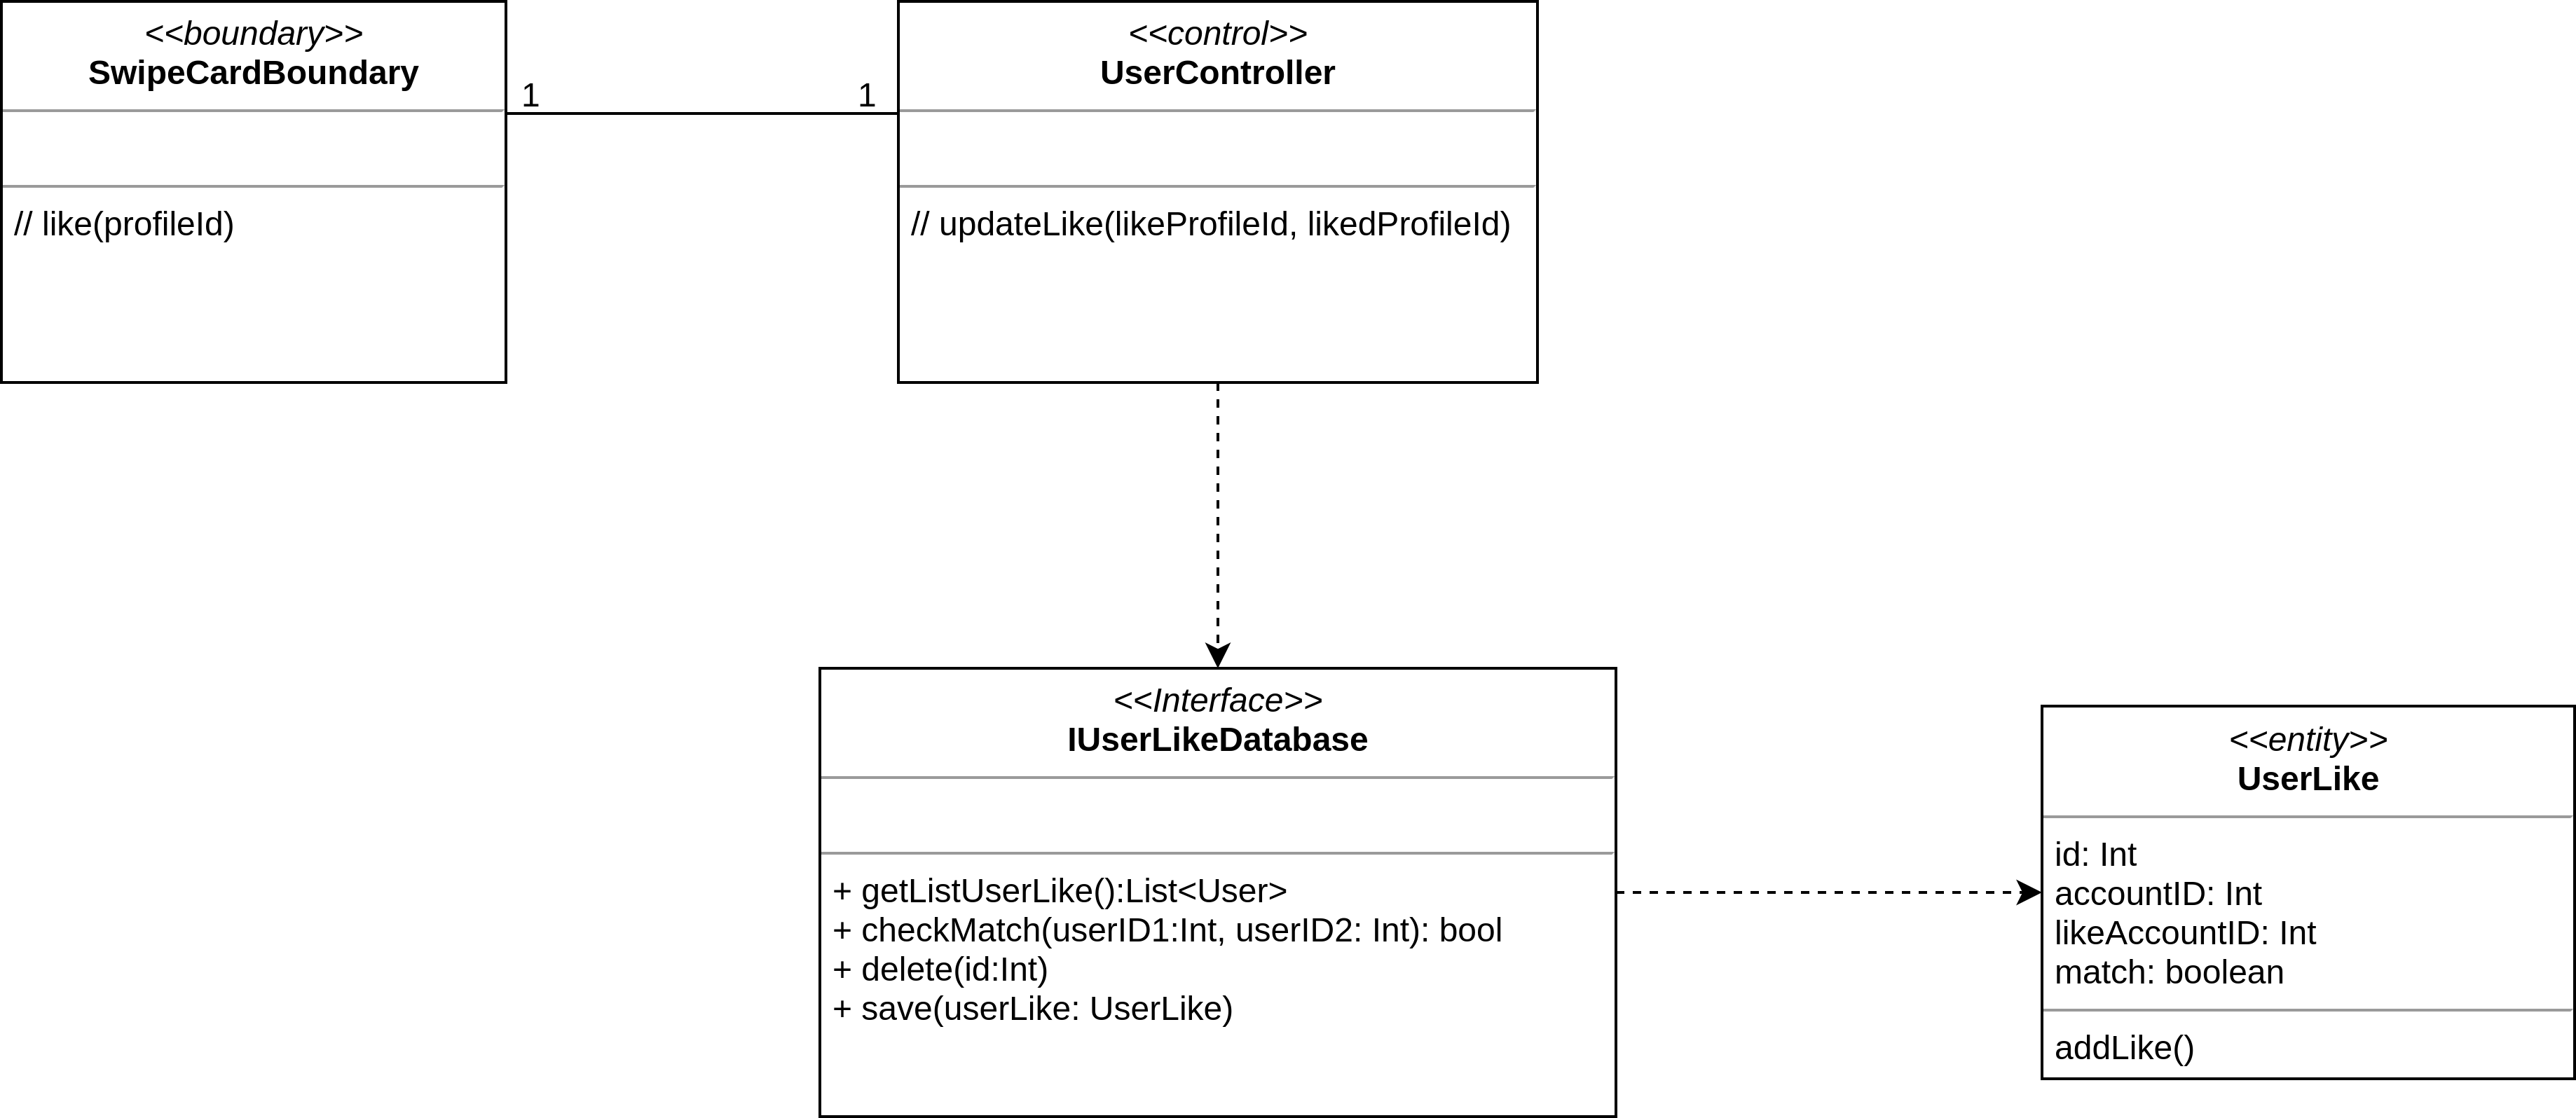 <<boundary>>
SwipeCardBoundary
// like(profileId)
1
1
<<control>>
UserController
// updateLike(likeProfileId, likedProfileId)
<<Interface>>
IUserLikeDatabase
+ getListUserLike():List<User>
+ checkMatch(userID1:Int, userID2: Int): bool
+ delete(id:Int)
+ save(userLike: UserLike)
<<entity>>
UserLike
id: Int
accountID: Int
likeAccountID: Int
match: boolean
addLike()